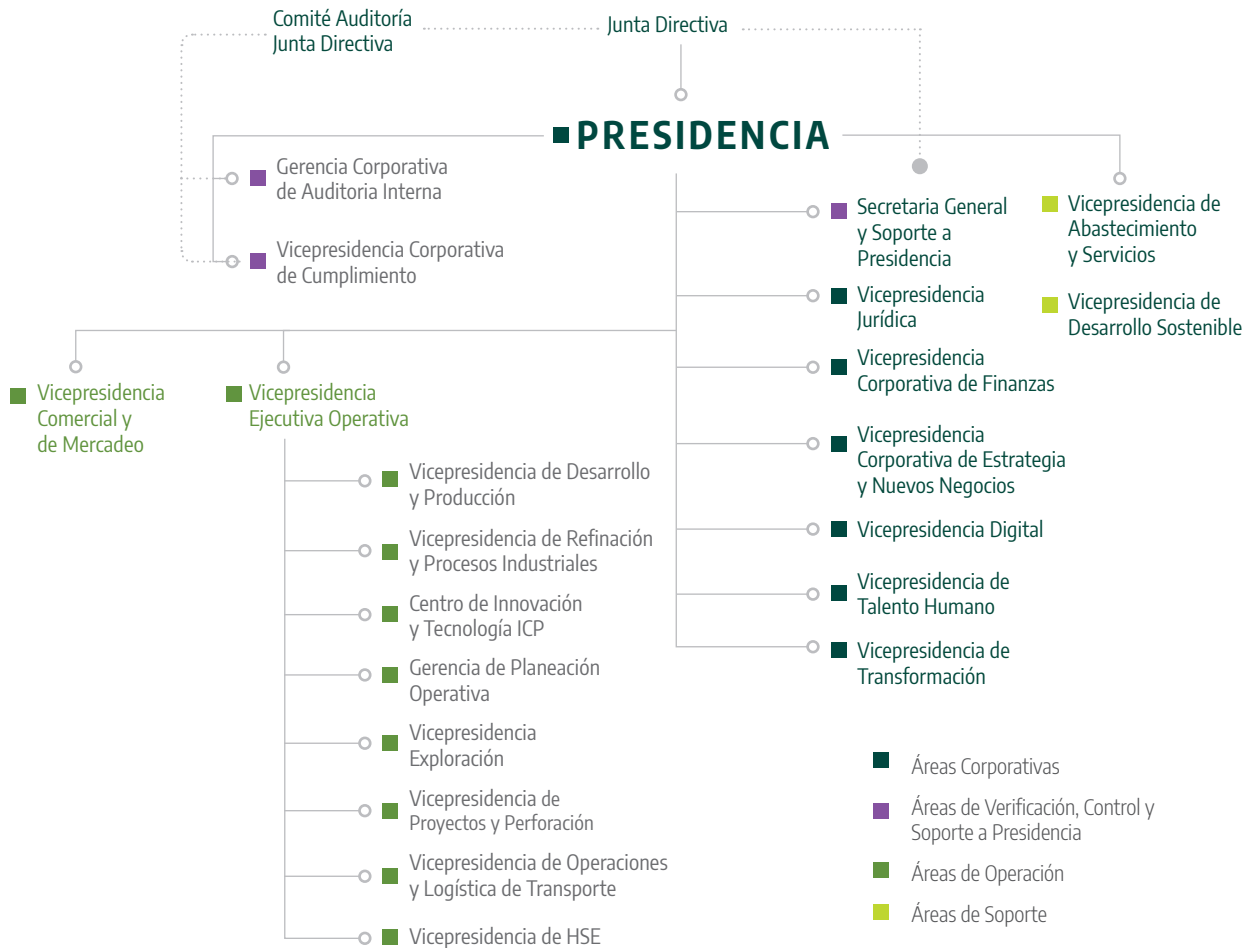 Comité Auditoría
Junta Directiva
Junta Directiva
PRESIDENCIA
Gerencia Corporativa
de Auditoria Interna
Vicepresidencia Corporativa
de Cumplimiento
Secretaria General
y Soporte a
Presidencia
Vicepresidencia de
Abastecimiento
y Servicios
Vicepresidencia
Jurídica
Vicepresidencia de
Desarrollo Sostenible
Vicepresidencia
Corporativa de Finanzas
Vicepresidencia
Corporativa de Estrategia
y Nuevos Negocios
Vicepresidencia Digital
Vicepresidencia de
Talento Humano
Vicepresidencia de
Transformación
Vicepresidencia
Comercial y
de Mercadeo
Vicepresidencia
Ejecutiva Operativa
Vicepresidencia de Desarrollo
y Producción
Vicepresidencia de Refinación
y Procesos Industriales
Centro de Innovación
y Tecnología ICP
Gerencia de Planeación
Operativa
Vicepresidencia
Exploración
Vicepresidencia de
Proyectos y Perforación
Vicepresidencia de Operaciones
y Logística de Transporte
Vicepresidencia de HSE
Áreas Corporativas
Áreas de Verificación, Control y
Soporte a Presidencia
Áreas de Operación
Áreas de Soporte